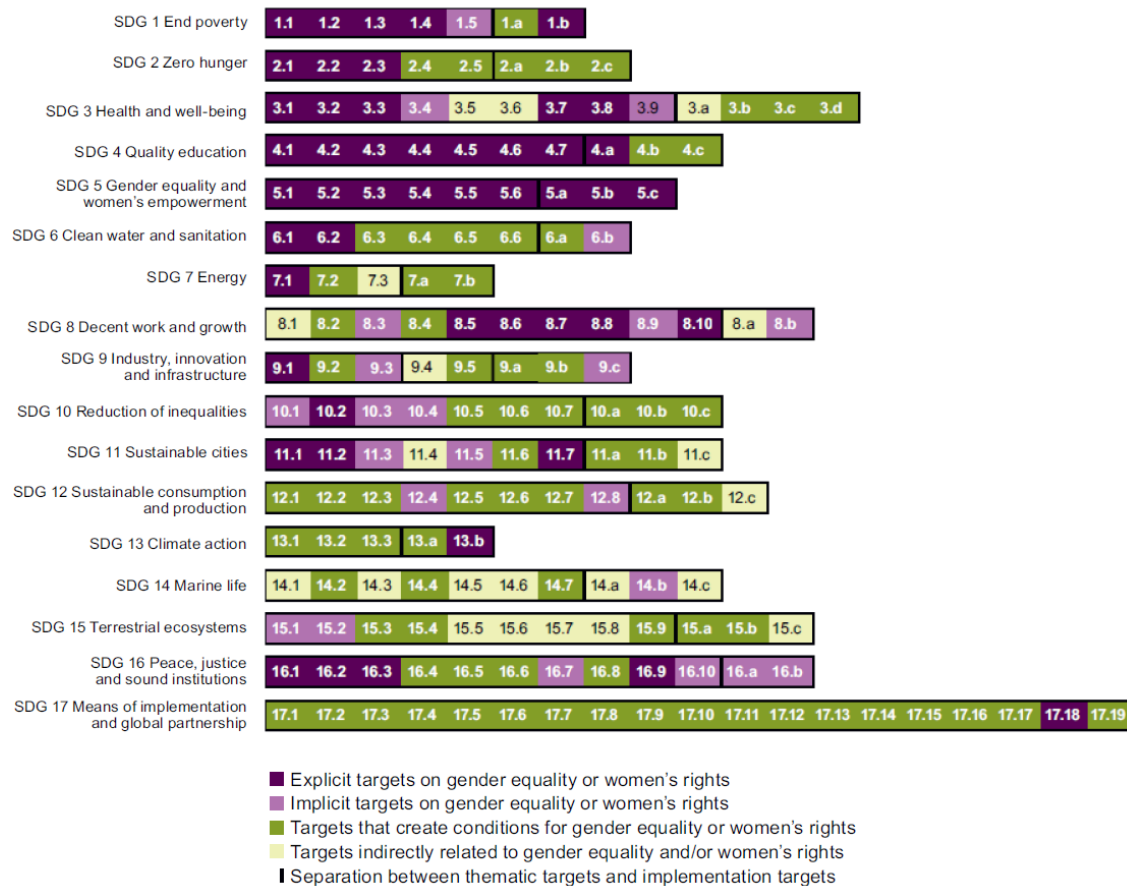 SDG 1 End poverty 1.1 1.2 1.3 1.4 1.5 1.a 1.b
SDG 2 Zero hunger 2.1 2.2 2.3 2.4 2.5 2.a 2.b 2.c
SDG 3 Health and well-being 3.1 3.2 3.3 3.4 3.5 3.6 3.7 3.8 3.9 3.a 3.b 3.c 3.d
SDG 4 Quality education 4.1 4.2 4.3 4.4 4.5 4.6 4.7 4.a 4.b 4.c
SDG 5 Gender equality and
women's empowerment 5.1 5.2 5.3 5.4 5.5 5.6 5.a 5.b 5.c
SDG 6 Clean water and sanitation 6.1 6.2 6.3 6.4 6.5 6.6 6.a 6.b
SDG 7 Energy 7.1 7.2 7.3 7.a 7.b
SDG 8 Decent work and growth 8.1 8.2 8.3 8.4 8.5 8.6 8.7 8.8 8.9 8.10 8.a 8.b
SDG 9 Industry, innovation
and infrastructure 9.1 9.2 9.3 9.4 9.5 9.a 9.b 9.c
SDG 10 Reduction of inequalities 10.1 10.2 10.3 10.4 10.5 10.6 10.7 10.a 10.b 10.c
SDG 11 Sustainable cities 11.1 11.2 11.3 11.4 11.5 11.6 11.7 11.a 11.b 11.c
SDG 12 Sustainable consumption
and production 12.1 12.2 12.3 12.4 12.5 12.6 12.7 12.8 12.a 12.b 12.c
SDG 13 Climate action 13.1 13.2 13.3 13.a 13.b
SDG 14 Marine life 14.1 14.2 14.3 14.4 14.5 14.6 14.7 14.a 14.b 14.c
SDG 15 Terrestrial ecosystems 15.1 15.2 15.3 15.4 15.5 15.6 15.7 15.8 15.9 15.a 15.b 15.c
SDG 16 Peace, justice
and sound institutions 16.1 16.2 16.3 16.4 16.5 16.6 16.7 16.8 16.9 16.10 16.a 16.b
SDG 17 Means of implementation
and global partnership 17.1 17.2 17.3 17.4 17.5 17.6 17.7 17.8 17.9 17.10 17.11 17.12 17.13 17.14 17.15 17.16 17.17 17.18 17.19
Explicit targets on gender equality or women's rights
Implicit targets on gender equality or women's rights
Targets that create conditions for gender equality or women's rights
Targets indirectly related to gender equality and/or women's rights
Separation between thematic targets and implementation targets